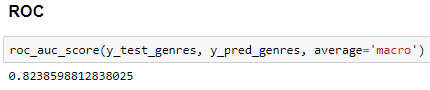 ROC
roc_auc_score(y_test_genres, y_pred_genres, average='macro')
0.8238598812838025